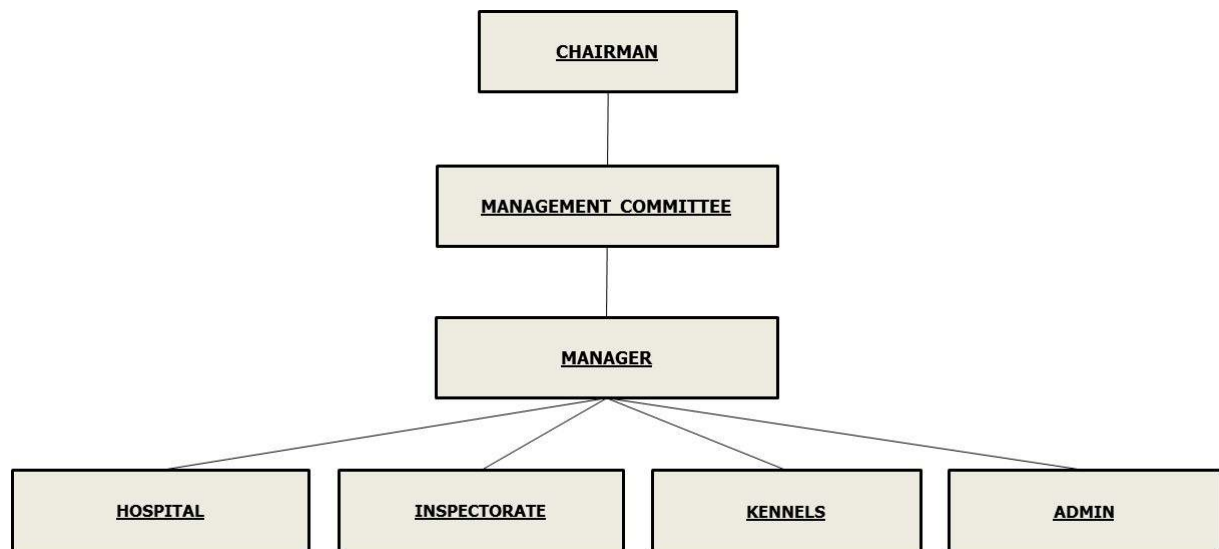 CHAIRMAN
MANAGEMENT COMMITTEE
MANAGER
HOSPITAL
INSPECTORATE
KENNELS
ADMIN